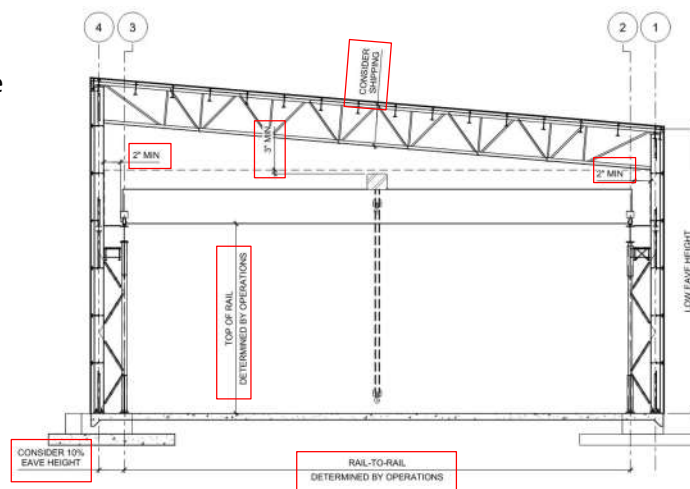 4
3
2
1
e
CONSIDER
SHIPPING
3" MIN
2" MIN
2" MIN
TOP OF RAIL
DETERMINED BY OPERATIONS
LOW EAVE HEIGHT
CONSIDER 10%
EAVE HEIGHT
RAIL-TO-RAIL
DETERMINED BY OPERATIONS